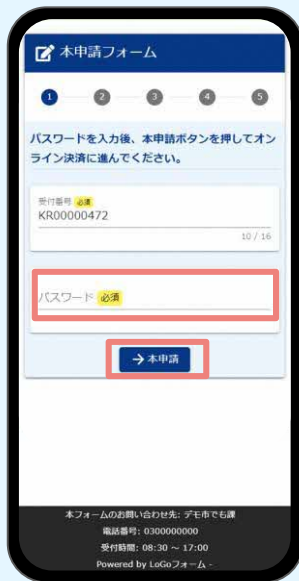 本申請フォーム
1 2 3 4 5
パスワードを入力後、本申請ボタンを押してオン
ライン決済に進んでください。
受付番号 必須
KR00000472
10 / 16
パスワード 必須
→本申請
本フォームのお問い合わせ先: デモ市でも課
電話番号: 0300000000
受付時間: 08:30 ～ 17:00
Powered by LoGoフォーム -